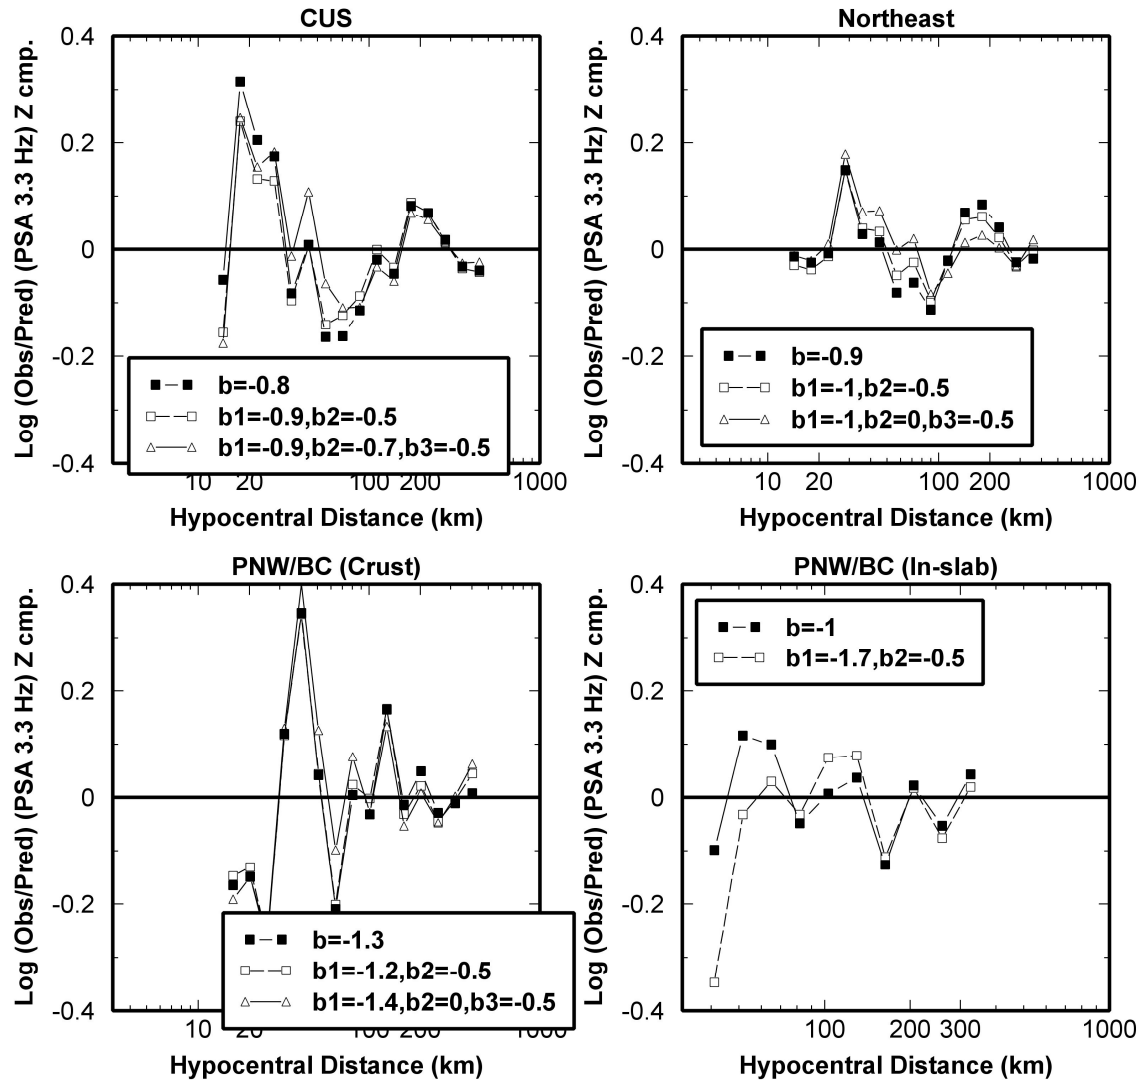 CUS
Log (Obs/Pred) (PSA 3.3 Hz) Z cmp.
0.4
0.2
0
-0.2
-0.4
b=-0.8
b1=-0.9,b2=-0.5
b1=-0.9,b2=-0.7,b3=-0.5
10 20 100 200 1000
Hypocentral Distance (km)
Northeast
Log (Obs/Pred) (PSA 3.3 Hz) Z cmp.
0.4
0.2
0
-0.2
-0.4
b=-0.9
b1=-1,b2=-0.5
b1=-1,b2=0,b3=-0.5
10 20 100 200 1000
Hypocentral Distance (km)
PNW/BC (Crust)
Log (Obs/Pred) (PSA 3.3 Hz) Z cmp.
0.4
0.2
0
-0.2
-0.4
b=-1.3
b1=-1.2,b2=-0.5
b1=-1.4,b2=0,b3=-0.5
10 20 100 200 1000
Hypocentral Distance (km)
PNW/BC (In-slab)
Log (Obs/Pred) (PSA 3.3 Hz) Z cmp.
0.4
0.2
0
-0.2
-0.4
b=-1
b1=-1.7,b2=-0.5
100 200 300 1000
Hypocentral Distance (km)